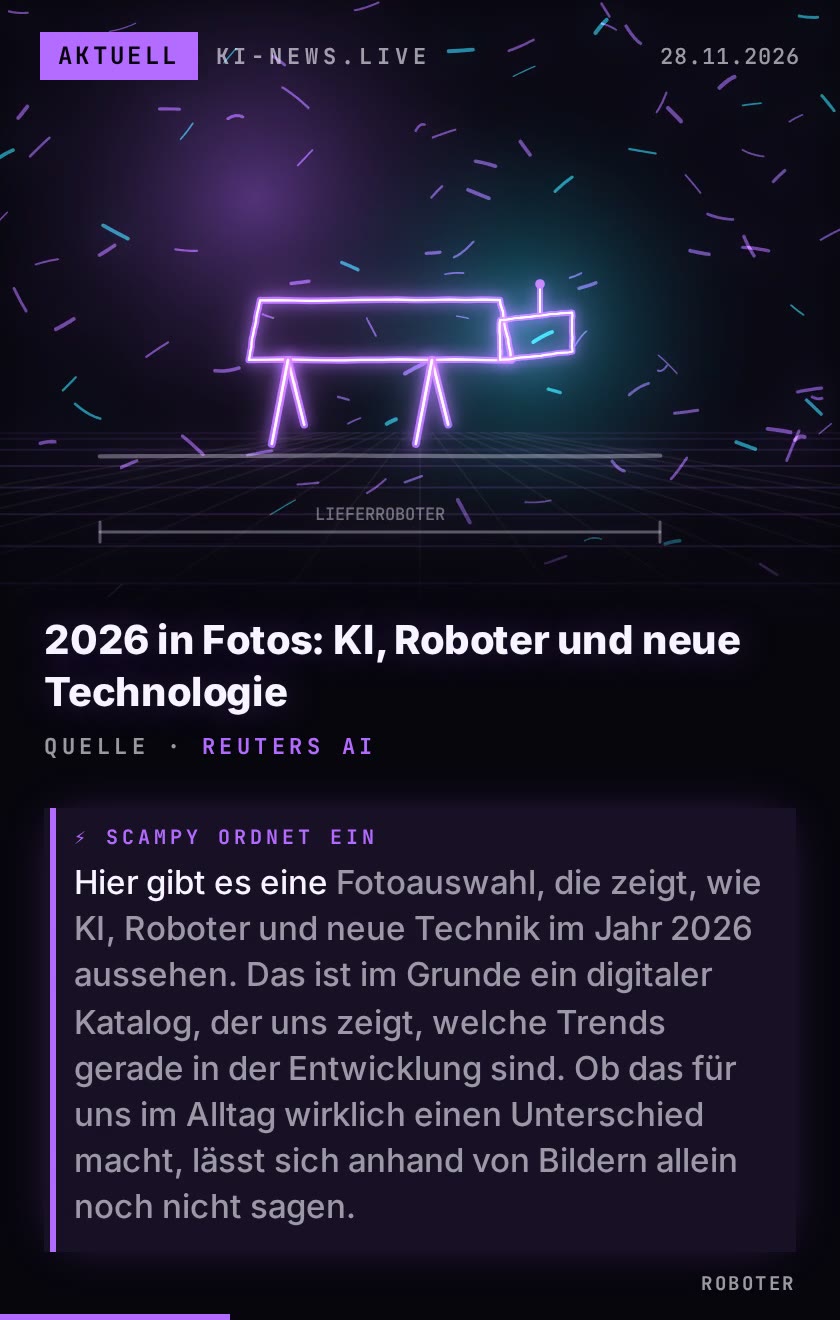 AKTUELL KI-NEWS.LIVE 28.11.2026
LIEFERROBOTER
2026 in Fotos: KI, Roboter und neue
Technologie
QUELLE · REUTERS AI
⚡ SCAMPY ORDNET EIN
Hier gibt es eine Fotoauswahl, die zeigt, wie
KI, Roboter und neue Technik im Jahr 2026
aussehen. Das ist im Grunde ein digitaler
Katalog, der uns zeigt, welche Trends
gerade in der Entwicklung sind. Ob das für
uns im Alltag wirklich einen Unterschied
macht, lässt sich anhand von Bildern allein
noch nicht sagen.
ROBOTER